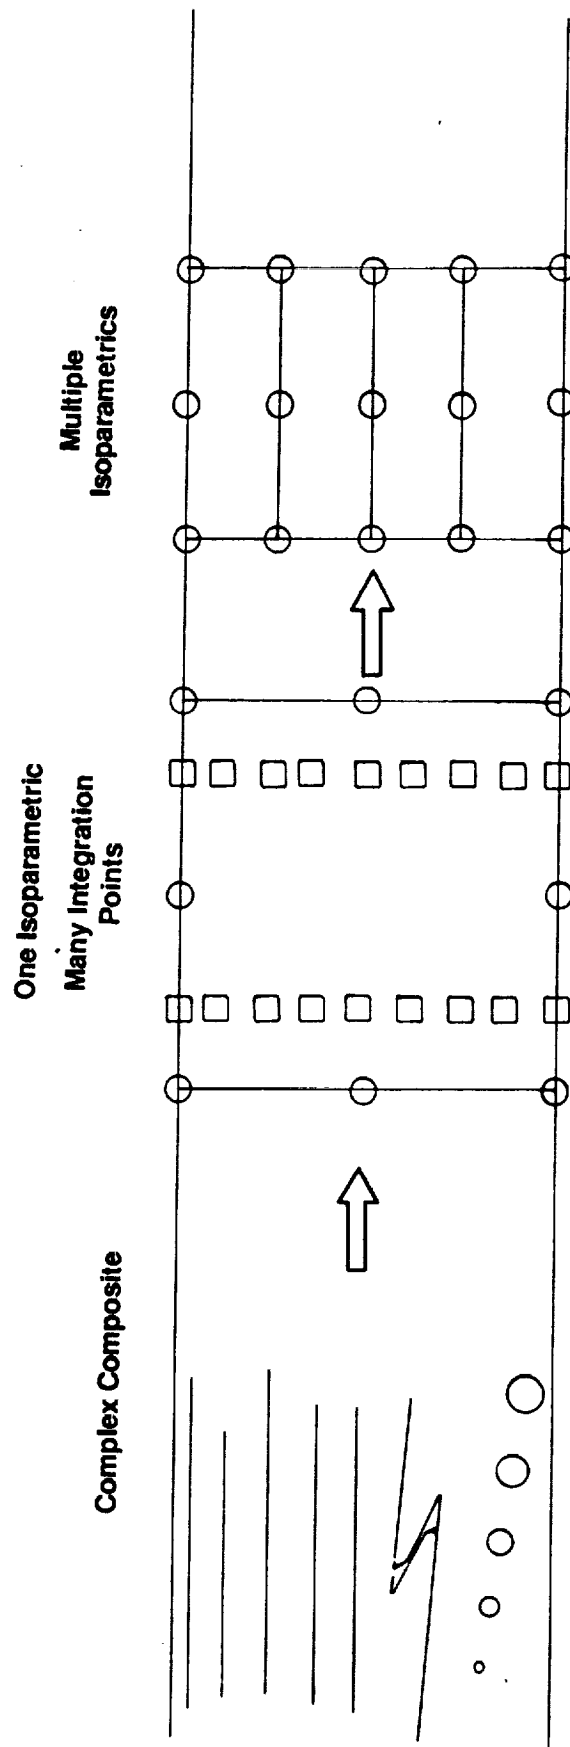 Complex Composite
One Isoparametric
Many Integration
Points
Multiple
Isoparametrics